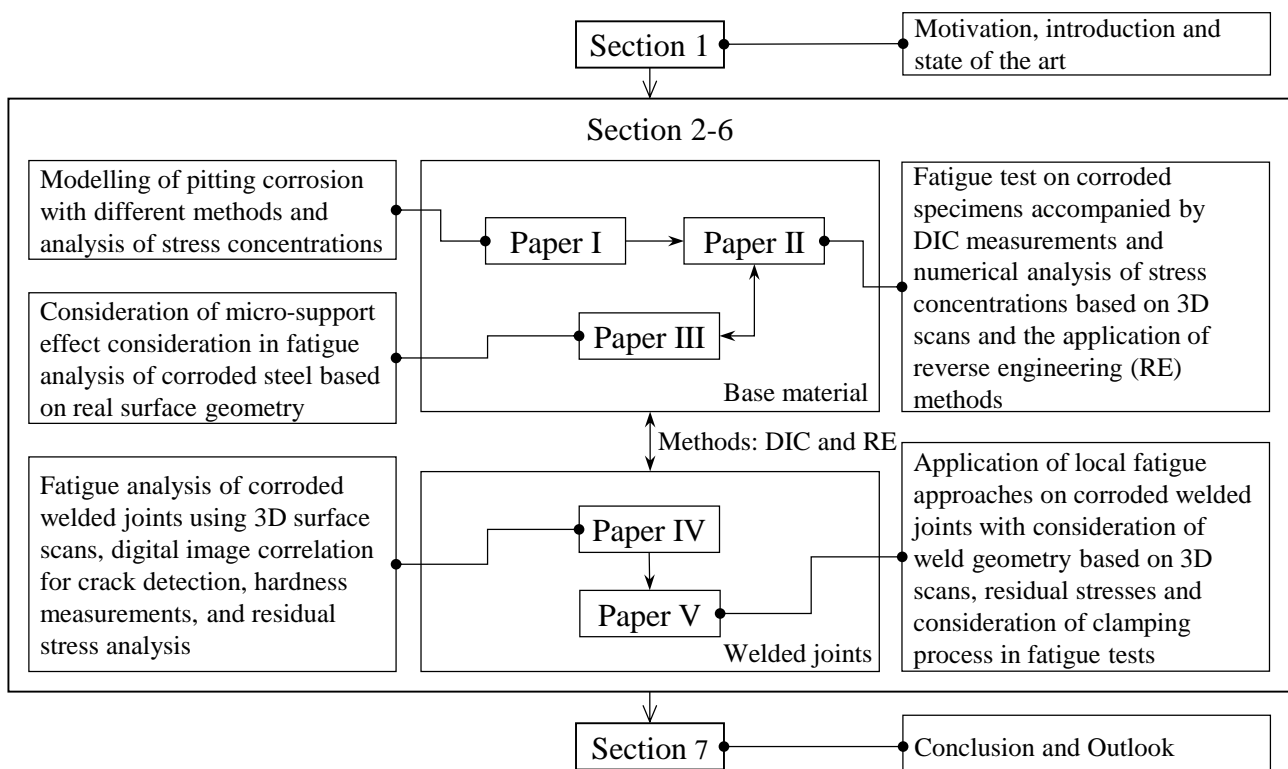 Section 1
Motivation, introduction and
state of the art
Section 2-6
Modelling of pitting corrosion
with different methods and
analysis of stress concentrations
Paper I
Paper II
Fatigue test on corroded
specimens accompanied by
DIC measurements and
numerical analysis of stress
concentrations based on 3D
scans and the application of
reverse engineering (RE)
methods
Consideration of micro-support
effect consideration in fatigue
analysis of corroded steel based
on real surface geometry
Paper III
Base material
Methods: DIC and RE
Fatigue analysis of corroded
welded joints using 3D surface
scans, digital image correlation
for crack detection, hardness
measurements, and residual
stress analysis
Paper IV
Paper V
Welded joints
Application of local fatigue
approaches on corroded welded
joints with consideration of
weld geometry based on 3D
scans, residual stresses and
consideration of clamping
process in fatigue tests
Section 7
Conclusion and Outlook